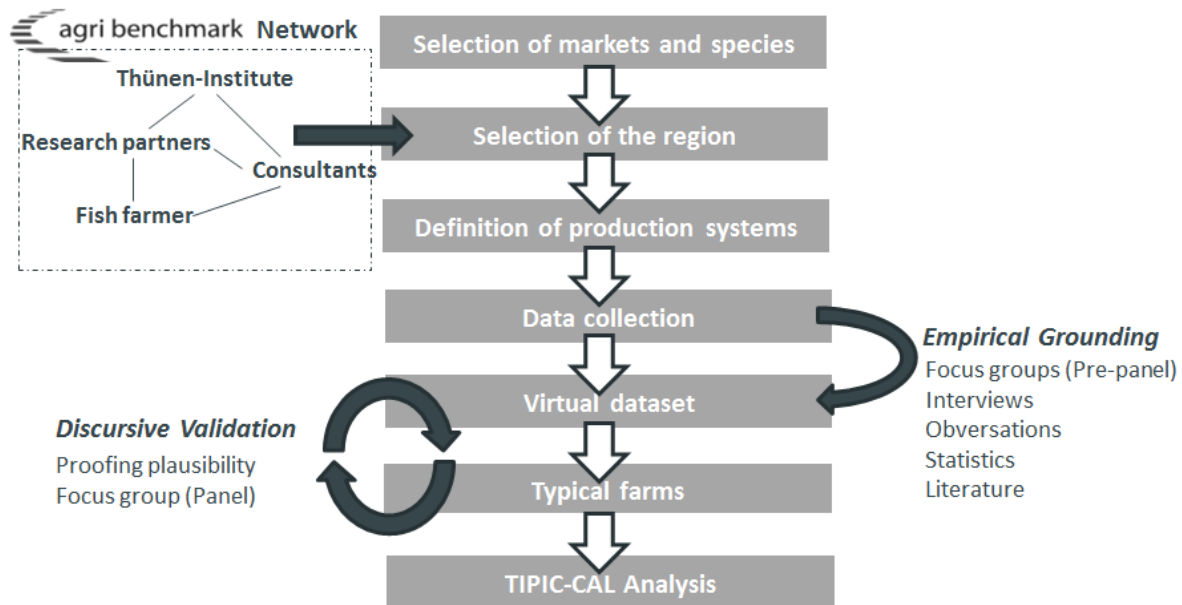 agri benchmark Network
Thünen-Institute
Research partners
Consultants
Fish farmer
Selection of markets and species
Selection of the region
Definition of production systems
Data collection
Virtual dataset
Typical farms
TIPIC-CAL Analysis
Empirical Grounding
Focus groups (Pre-panel)
Interviews
Obversations
Statistics
Literature
Discursive Validation
Proofing plausibility
Focus group (Panel)